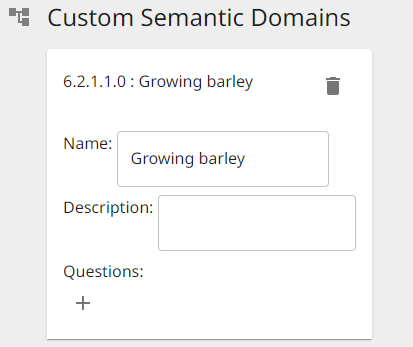 Custom Semantic Domains
6.2.1.1.0 : Growing barley
Name: Growing barley
Description:
Questions: